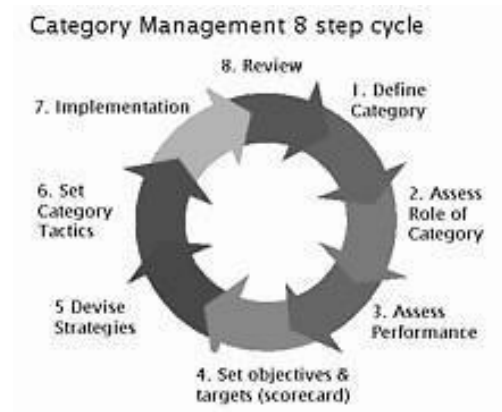 Category Management 8 step cycle
8. Review
1. Define
Category
2. Assess
Role of
Category
3. Assess
Performance
4. Set objectives &
targets (scorecard)
5 Devise
Strategies
6. Set
Category
Tactics
7. Implementation